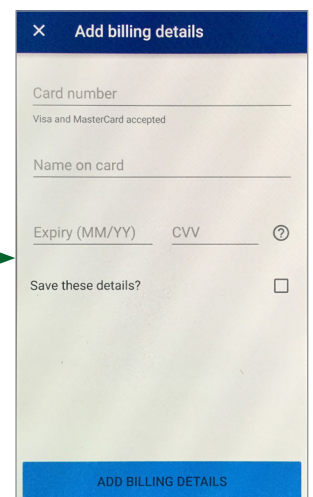 × Add billing details
Card number
Visa and MasterCard accepted
Name on card
Expiry (MM/YY) CVV ?
Save these details?
ADD BILLING DETAILS